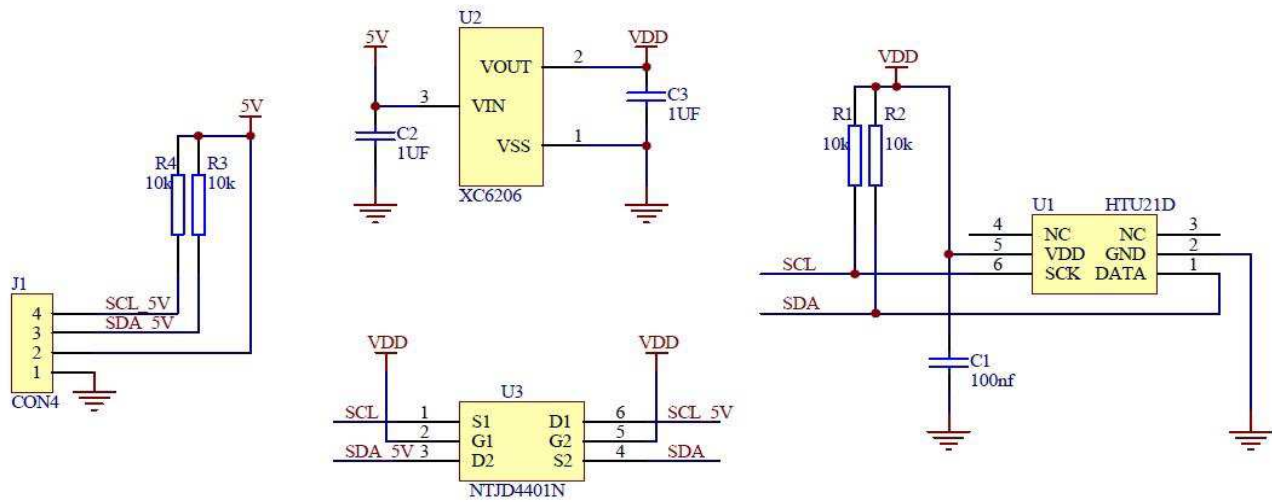 5V
R4
10k
R3
10k
J1
4
3
2
1
SCL_5V
SDA_5V
CON4
U2
5V
3
VIN
VOUT
2
VSS
1
C2
1UF
XC6206
VDD
C3
1UF
VDD
VDD
U3
SCL
1
S1
D1
6
SCL_5V
2
G1
G2
5
SDA_5V
3
D2
S2
4
SDA
NTJD4401N
VDD
R1
10k
R2
10k
U1
HTU21D
4
NC
NC
3
5
VDD
GND
2
SCL
6
SCK
DATA
1
SDA
C1
100nf